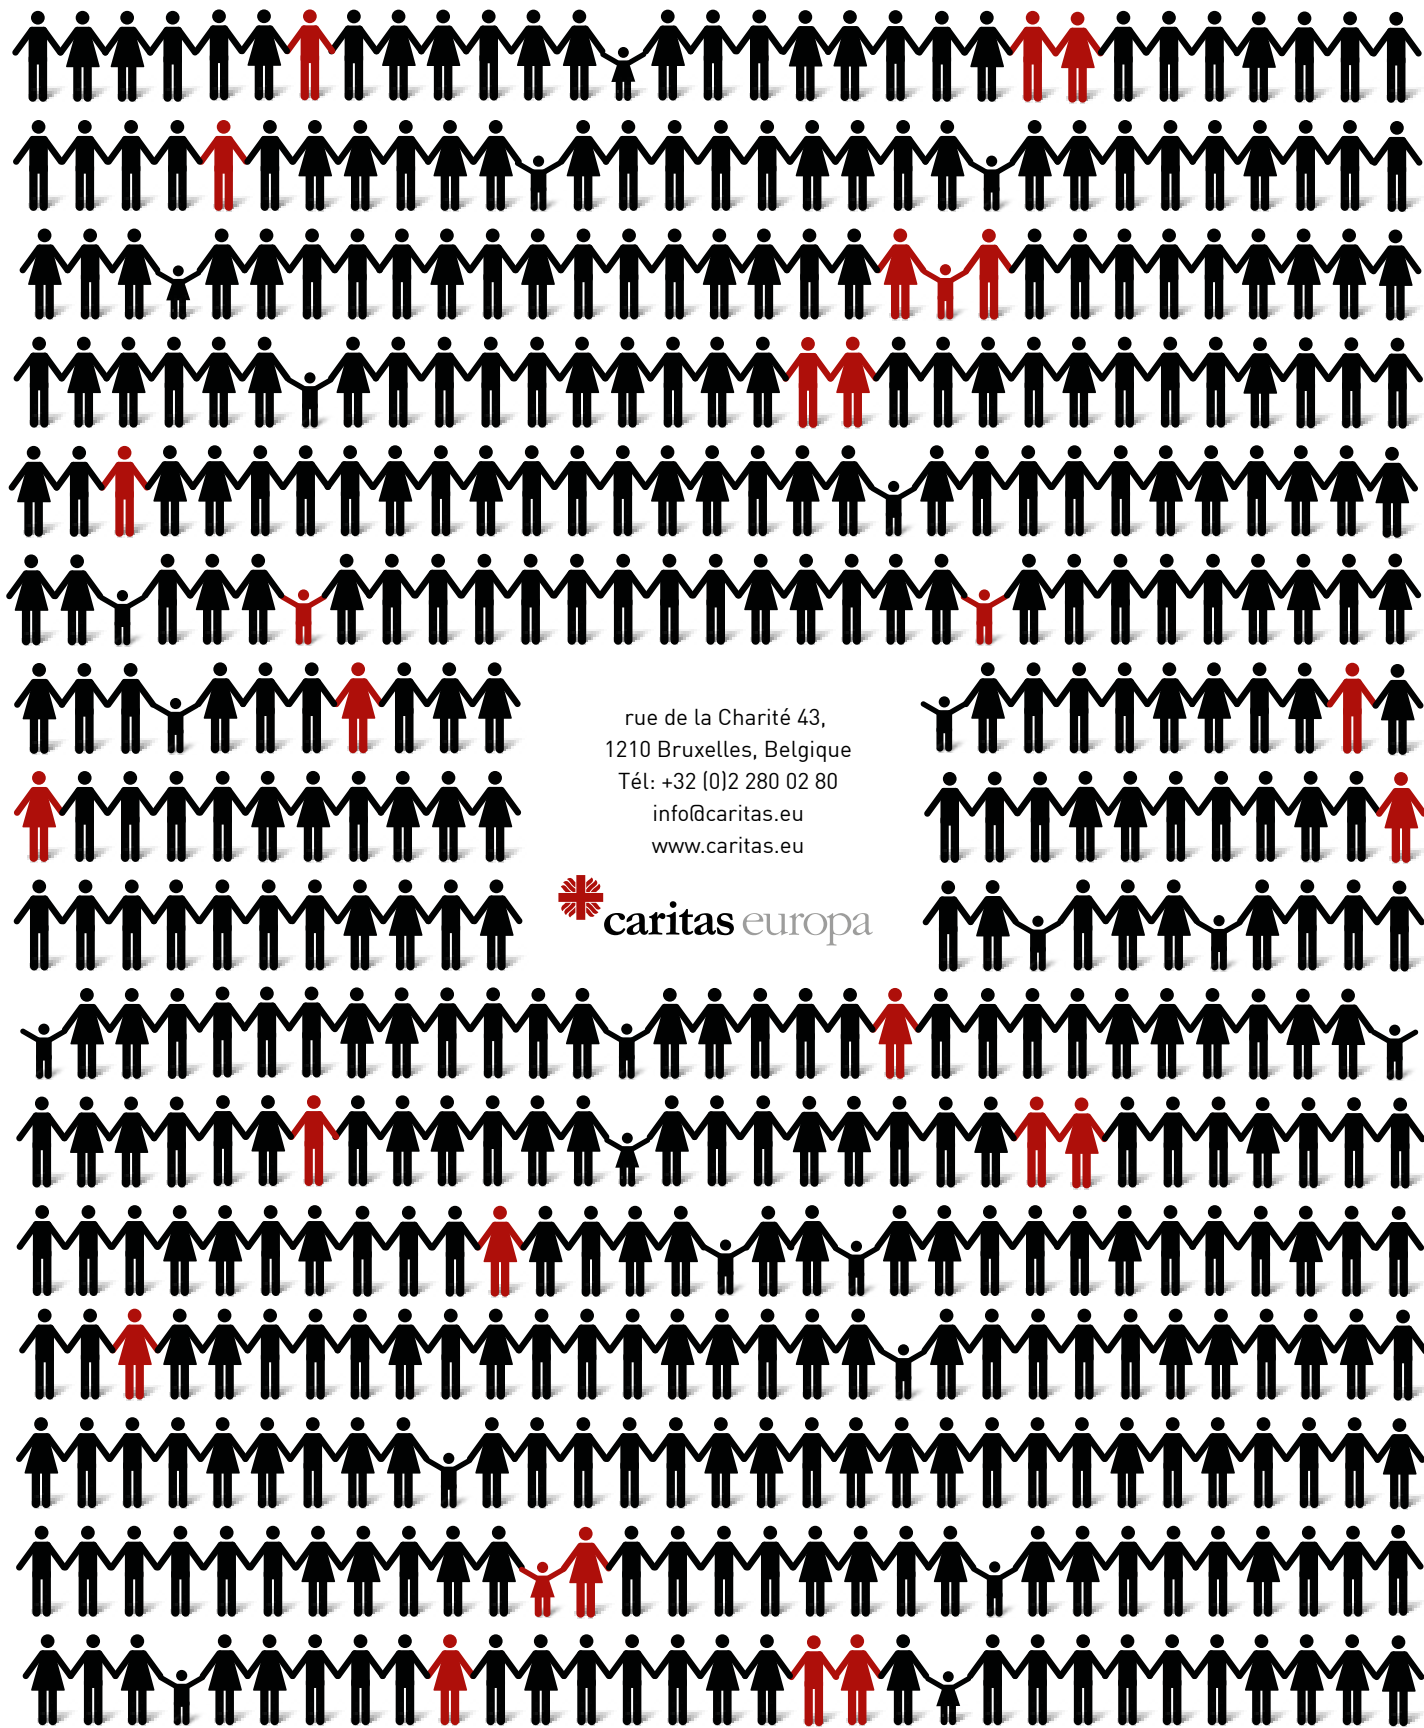 rue de la Charité 43,
1210 Bruxelles, Belgique
Tél: +32 (0)2 280 02 80
info@caritas.eu
www.caritas.eu
caritas europa